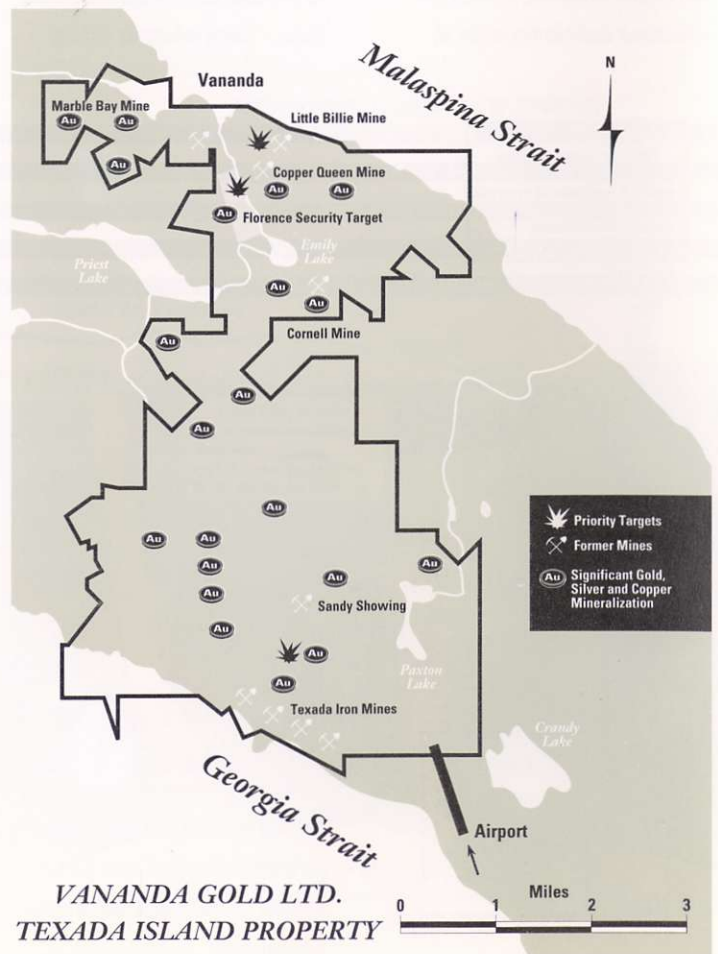 Malaspina Strait
N
Vananda
Marble Bay Mine
Au
Au
Little Billie Mine
Au
Copper Queen Mine
Au
Au
Au
Florence Security Target
Emily
Lake
Priest
Lake
Au
Au
Cornell Mine
Au
Au
Au
Au
Priority Targets
Au
Au
Former Mines
Au
Au
Au
Au
Significant Gold,
Silver and Copper
Mineralization
Au
Sandy Showing
Au
Au
Paxton
Lake
Au
Texada Iron Mines
Crandy
Lake
Georgia Strait
Airport
VANANDA GOLD LTD.
TEXADA ISLAND PROPERTY
Miles
0
1
2
3